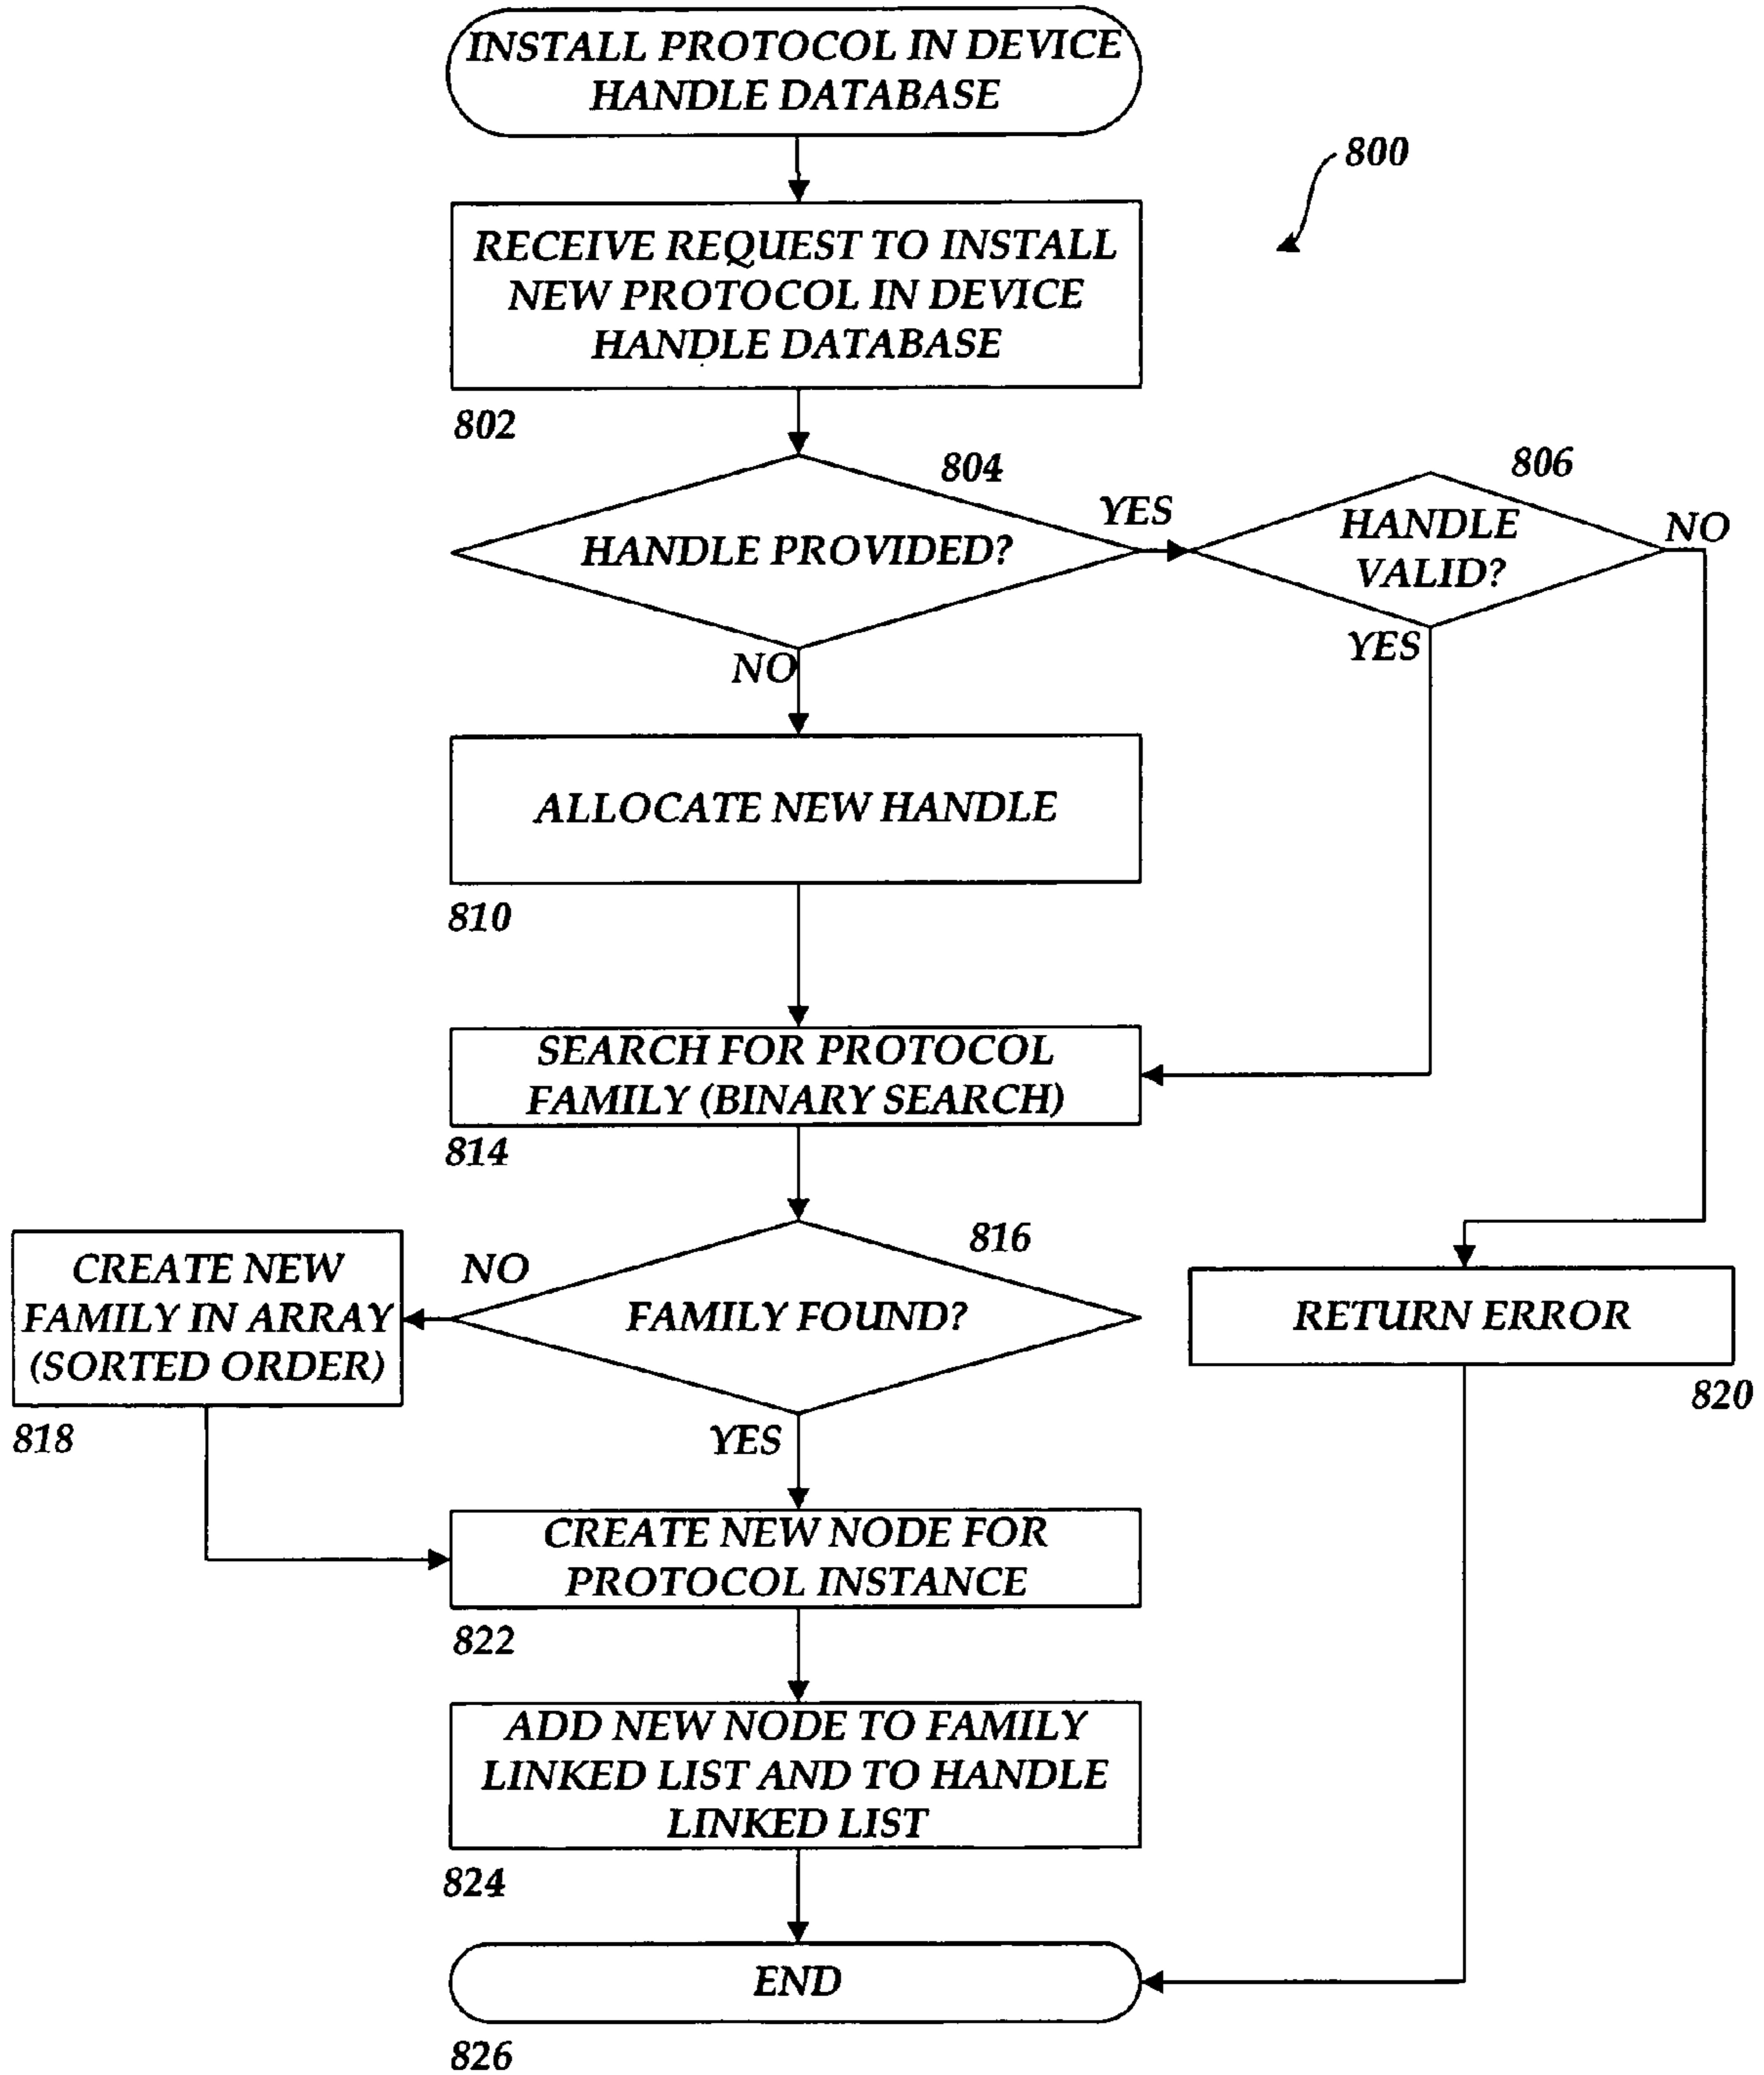 INSTALL PROTOCOL IN DEVICE
HANDLE DATABASE
800
RECEIVE REQUEST TO INSTALL
NEW PROTOCOL IN DEVICE
HANDLE DATABASE
802
804
HANDLE PROVIDED?
YES
806
HANDLE
VALID?
NO
YES
NO
ALLOCATE NEW HANDLE
810
SEARCH FOR PROTOCOL
FAMILY (BINARY SEARCH)
814
816
FAMILY FOUND?
NO
CREATE NEW
FAMILY IN ARRAY
(SORTED ORDER)
818
RETURN ERROR
820
YES
CREATE NEW NODE FOR
PROTOCOL INSTANCE
822
ADD NEW NODE TO FAMILY
LINKED LIST AND TO HANDLE
LINKED LIST
824
END
826